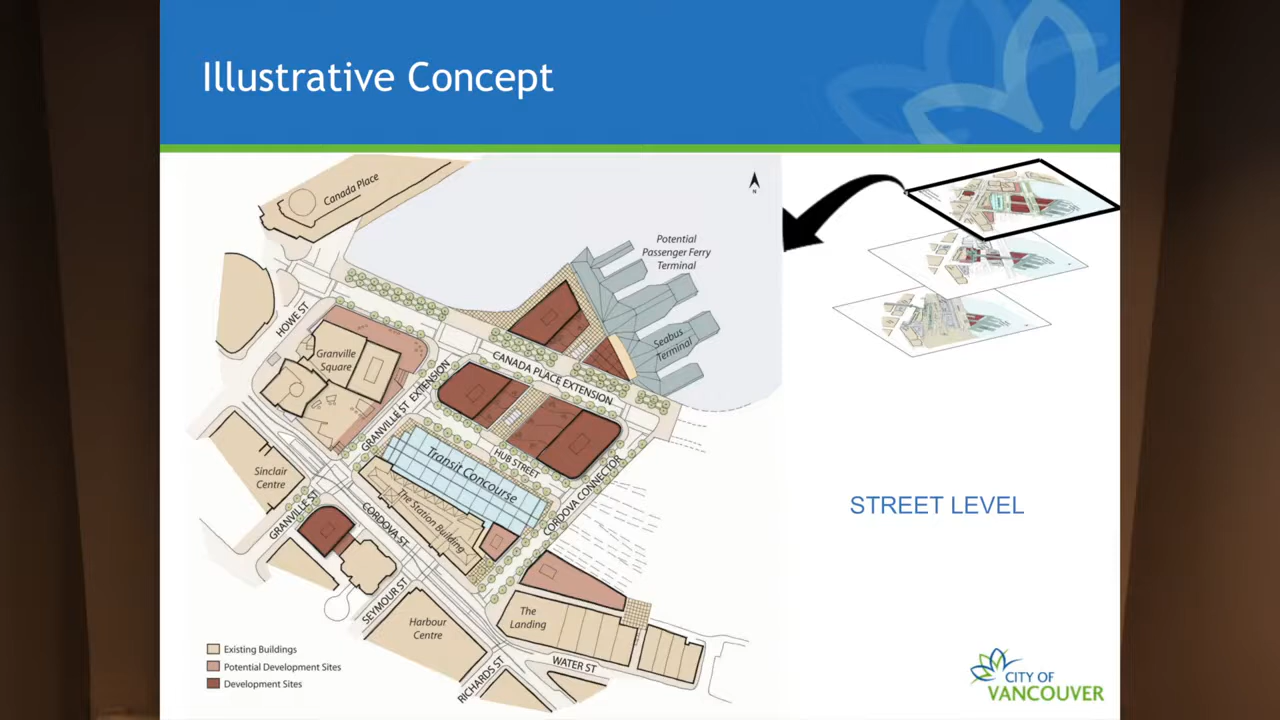 Illustrative Concept
Canada Place
N
Potential
Passenger Ferry
Terminal
HOWE ST
Seabus
Terminal
Granville
Square
CANADA PLACE EXTENSION
GRANVILLE ST EXTENSION
HUB STREET
Transit Concourse
Sinclair
Centre
The Station Building
CORDOVA CONNECTOR
GRANVILLE ST
CORDOVA ST
STREET LEVEL
SEYMOUR ST
The
Landing
Harbour
Centre
WATER ST
RICHARDS ST
Existing Buildings
Potential Development Sites
Development Sites
CITY OF
VANCOUVER